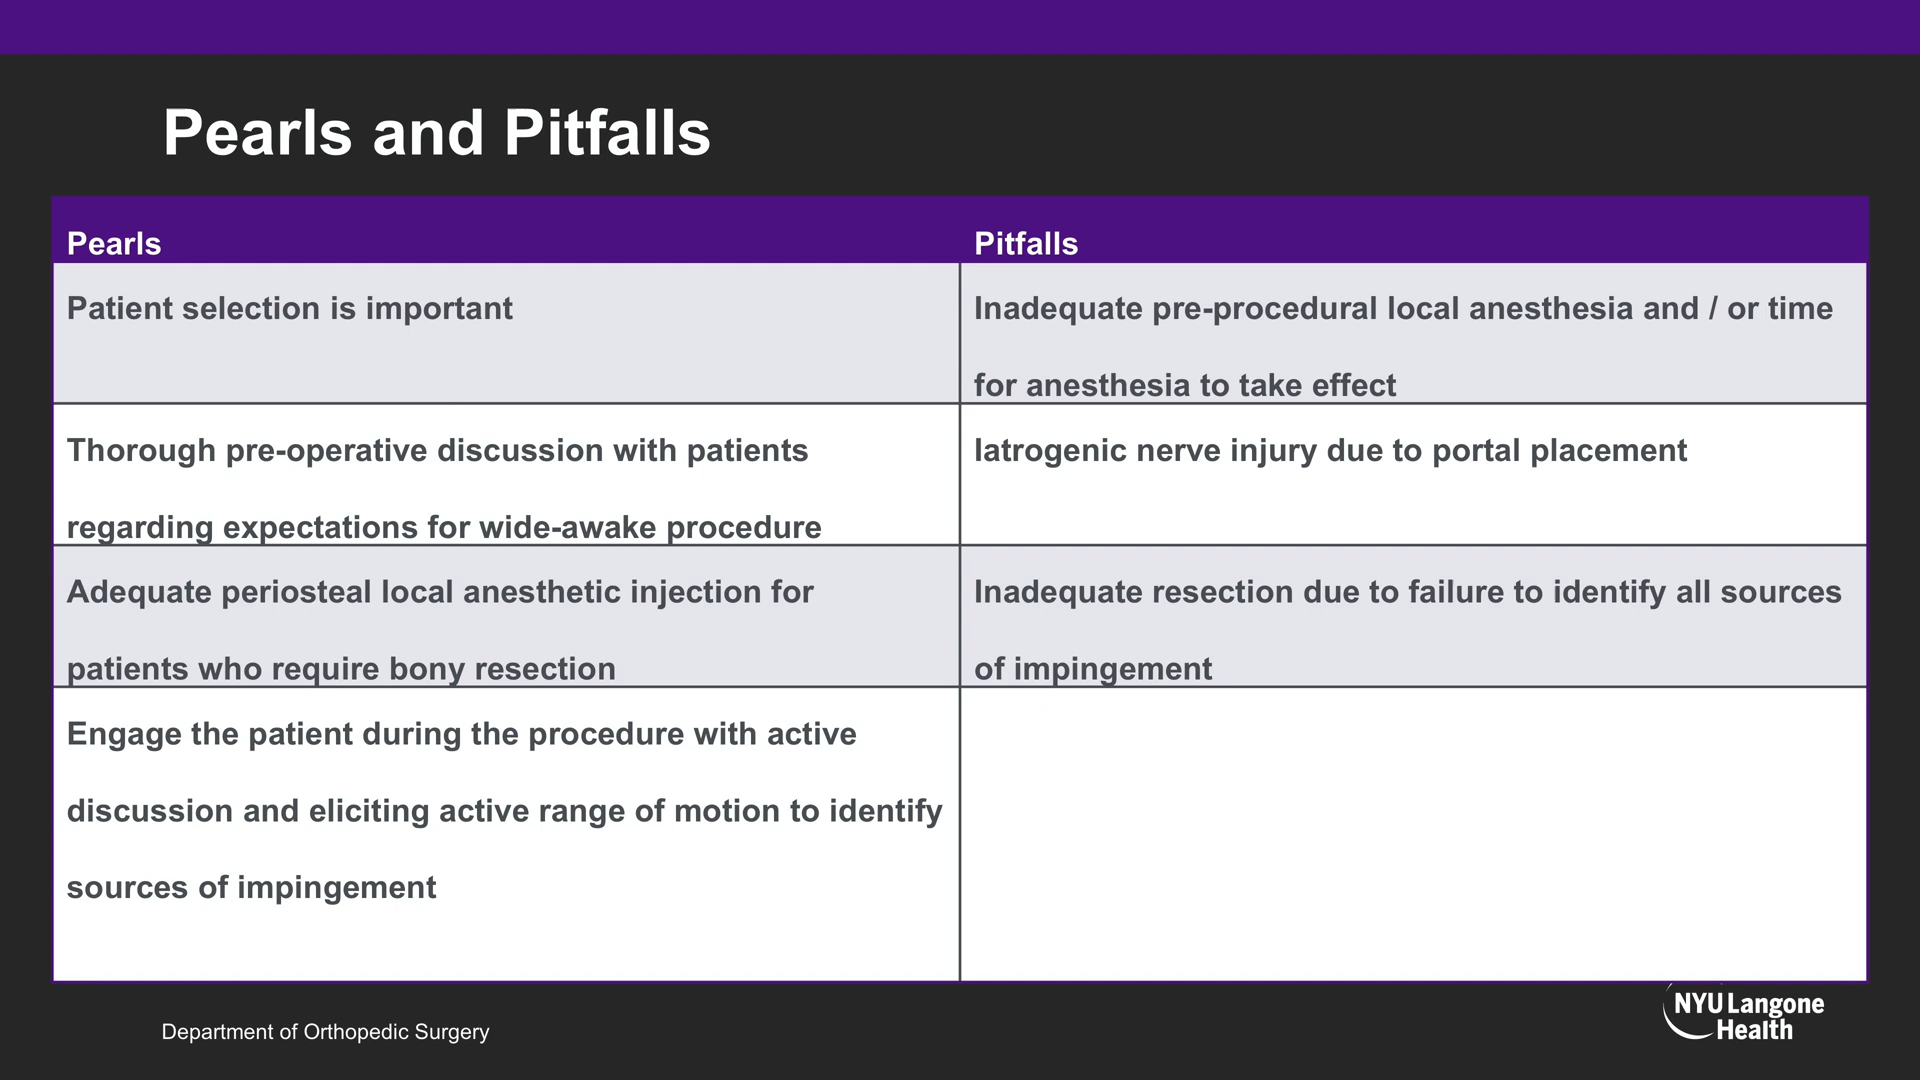 Pearls and Pitfalls
Pearls
Pitfalls
Patient selection is important
Inadequate pre-procedural local anesthesia and / or time
for anesthesia to take effect
Thorough pre-operative discussion with patients
regarding expectations for wide-awake procedure
Iatrogenic nerve injury due to portal placement
Adequate periosteal local anesthetic injection for
patients who require bony resection
Inadequate resection due to failure to identify all sources
of impingement
Engage the patient during the procedure with active
discussion and eliciting active range of motion to identify
sources of impingement
Department of Orthopedic Surgery
NYU Langone
Health